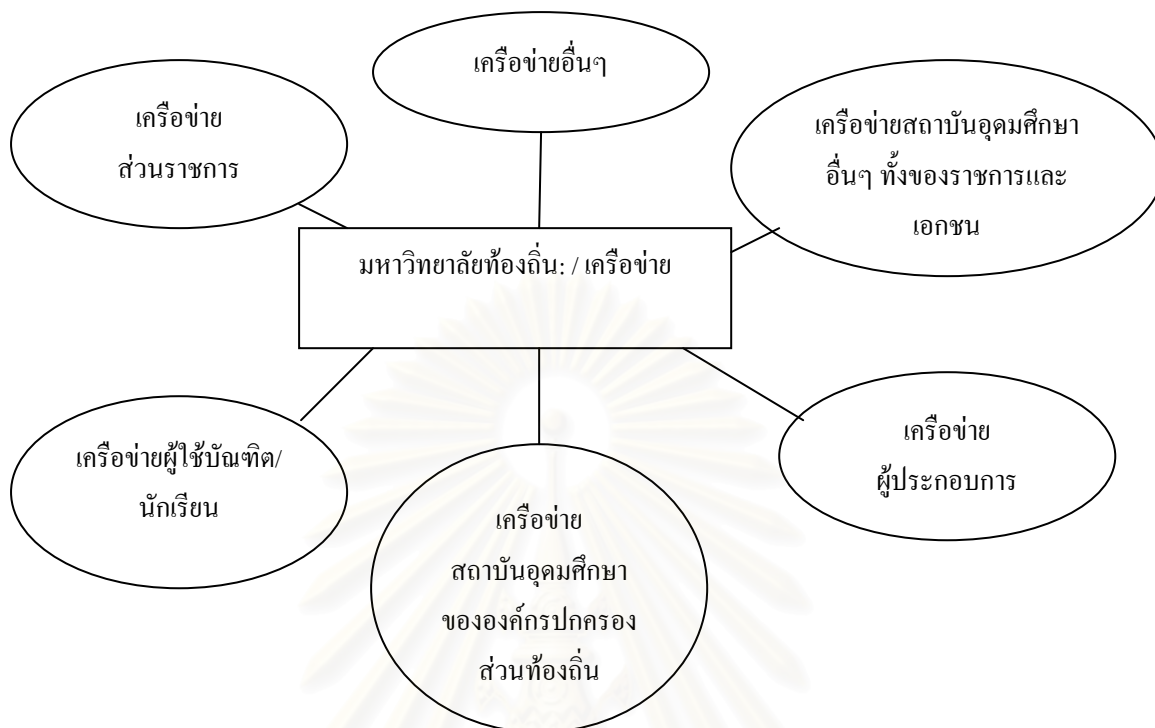 เครือข่ายอื่นๆ
เครือข่าย
ส่วนราชการ
เครือข่ายสถาบันอุดมศึกษา
อื่นๆ ทั้งของราชการและ
เอกชน
มหาวิทยาลัยท้องถิ่น: / เครือข่าย
เครือข่ายผู้ใช้บัณฑิต/
นักเรียน
เครือข่าย
สถาบันอุดมศึกษา
ขององค์กรปกครอง
ส่วนท้องถิ่น
เครือข่าย
ผู้ประกอบการ